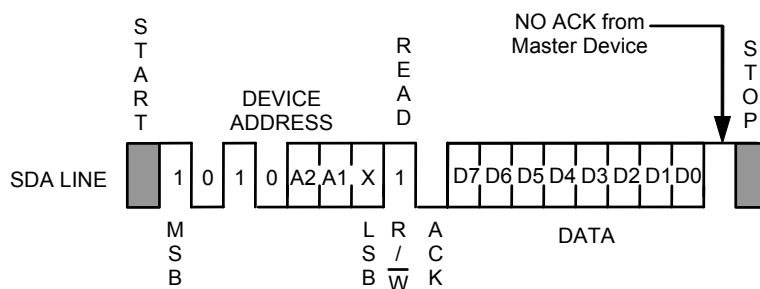 START
DEVICE
ADDRESS
READ
NO ACK from
Master Device
STOP
SDA LINE
1 0 1 0 A2 A1 X 1 D7 D6 D5 D4 D3 D2 D1 D0
MSB
LSB
R/W̅
ACK
DATA